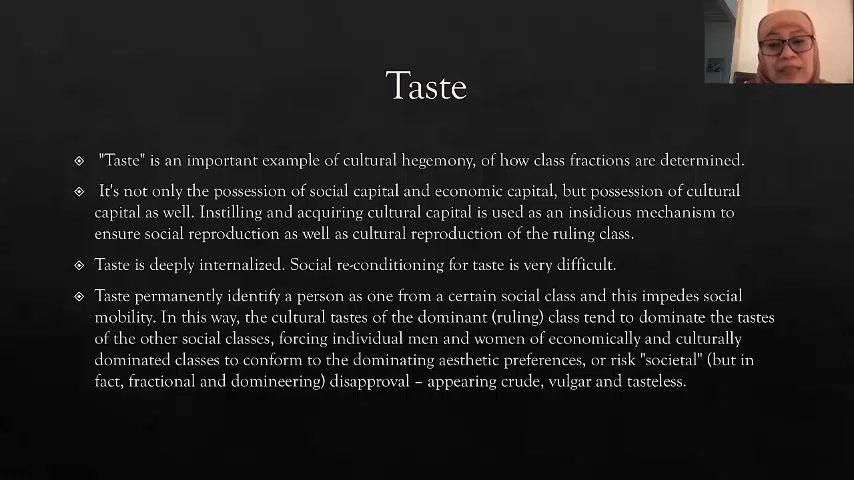 Taste
"Taste" is an important example of cultural hegemony, of how class fractions are determined.
It's not only the possession of social capital and economic capital, but possession of cultural
capital as well. Instilling and acquiring cultural capital is used as an insidious mechanism to
ensure social reproduction as well as cultural reproduction of the ruling class.
Taste is deeply internalized. Social re-conditioning for taste is very difficult.
Taste permanently identify a person as one from a certain social class and this impedes social
mobility. In this way, the cultural tastes of the dominant (ruling) class tend to dominate the tastes
of the other social classes, forcing individual men and women of economically and culturally
dominated classes to conform to the dominating aesthetic preferences, or risk "societal" (but in
fact, fractional and domineering) disapproval – appearing crude, vulgar and tasteless.